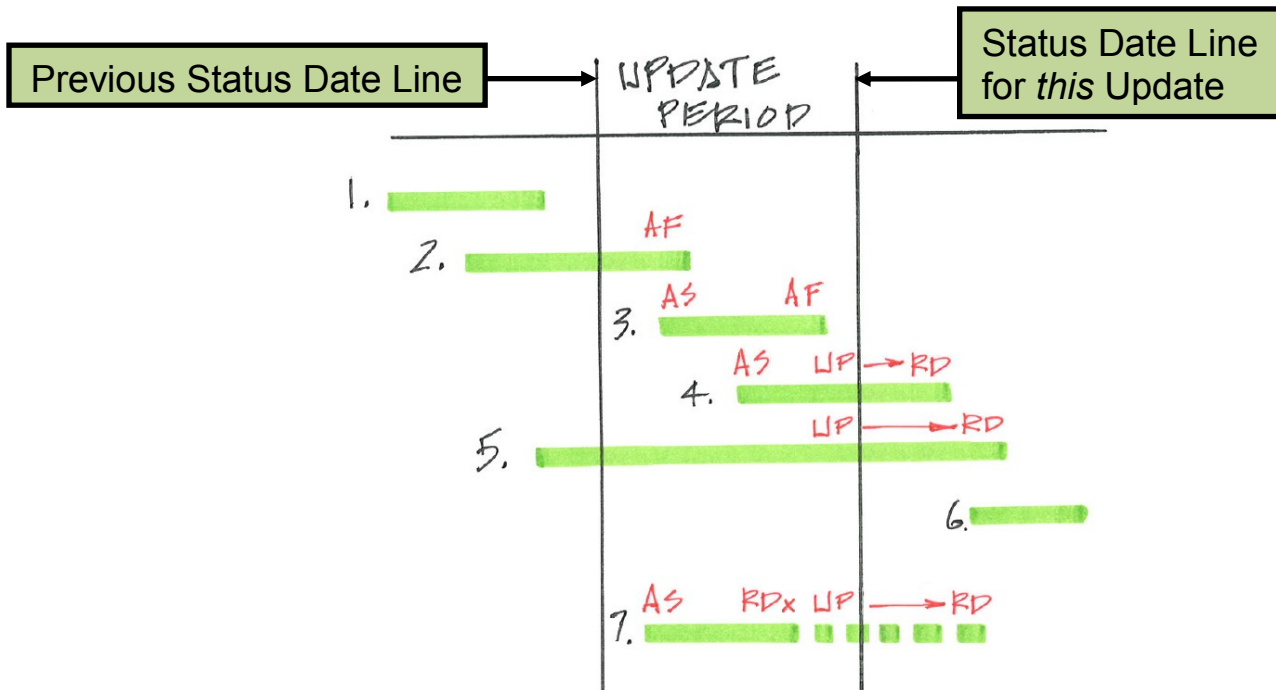 Previous Status Date Line
UPDATE
PERIOD
Status Date Line
for this Update
1.
AF
2.
AS AF
3.
AS UP RD
4.
UP RD
5.
6.
AS RDx UP RD
7.